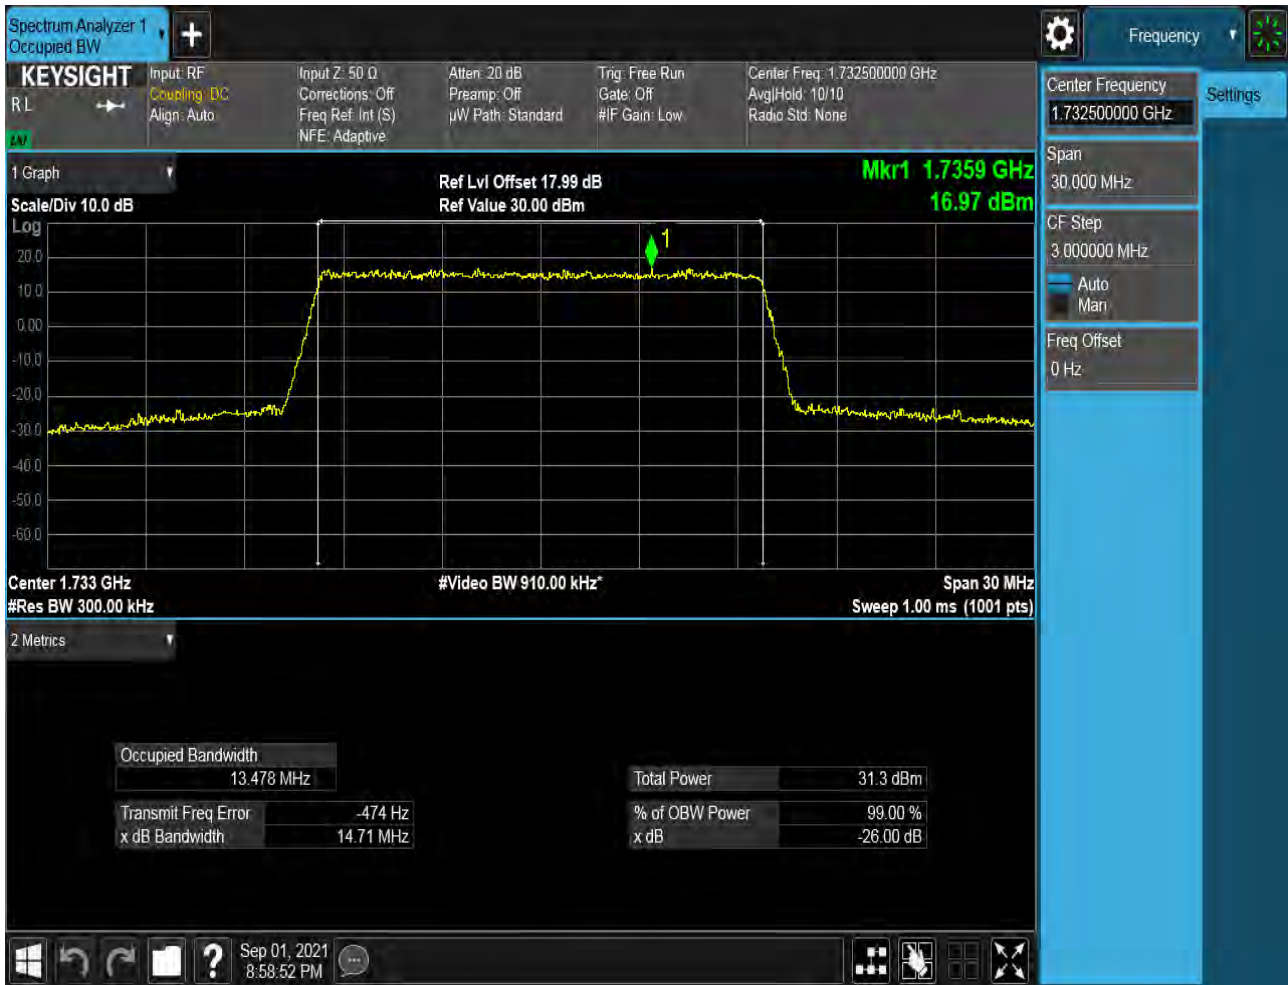 Spectrum Analyzer 1
Occupied BW
Frequency
KEYSIGHT
R L
LXI
Input: RF
Coupling: DC
Align: Auto
Input Z: 50 Ω
Corrections: Off
Freq Ref: Int (S)
NFE: Adaptive
Atten: 20 dB
Preamp: Off
µW Path: Standard
Trig: Free Run
Gate: Off
#IF Gain: Low
Center Freq: 1.732500000 GHz
Avg|Hold: 10/10
Radio Std: None
Center Frequency
1.732500000 GHz
Settings
Span
30.000 MHz
CF Step
3.000000 MHz
Auto
Man
Freq Offset
0 Hz
1 Graph
Scale/Div 10.0 dB
Ref Lvl Offset 17.99 dB
Ref Value 30.00 dBm
Mkr1 1.7359 GHz
16.97 dBm
Log
1
20.0
10.0
0.00
-10.0
-20.0
-30.0
-40.0
-50.0
-60.0
Center 1.733 GHz
#Res BW 300.00 kHz
#Video BW 910.00 kHz*
Span 30 MHz
Sweep 1.00 ms (1001 pts)
2 Metrics
Occupied Bandwidth
13.478 MHz
Transmit Freq Error -474 Hz
x dB Bandwidth 14.71 MHz
Total Power 31.3 dBm
% of OBW Power 99.00 %
x dB -26.00 dB
?
Sep 01, 2021
8:58:52 PM